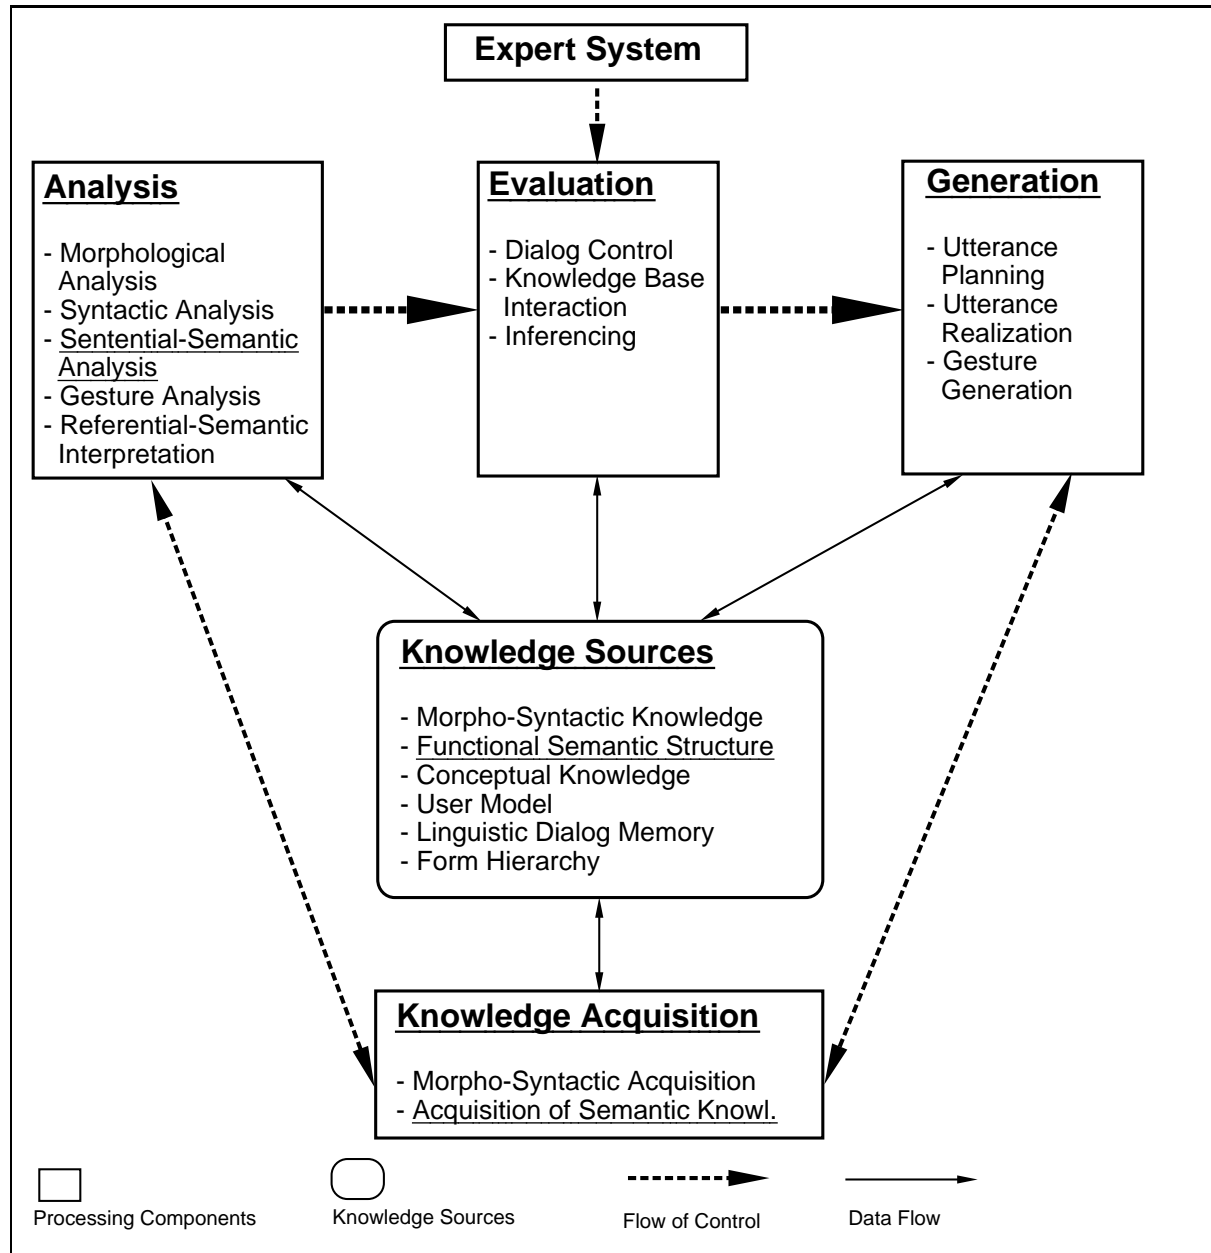 Expert System
Analysis
- Morphological
Analysis
- Syntactic Analysis
- Sentential-Semantic
Analysis
- Gesture Analysis
- Referential-Semantic
Interpretation
Evaluation
- Dialog Control
- Knowledge Base
Interaction
- Inferencing
Generation
- Utterance
Planning
- Utterance
Realization
- Gesture
Generation
Knowledge Sources
- Morpho-Syntactic Knowledge
- Functional Semantic Structure
- Conceptual Knowledge
- User Model
- Linguistic Dialog Memory
- Form Hierarchy
Knowledge Acquisition
- Morpho-Syntactic Acquisition
- Acquisition of Semantic Knowl.
Processing Components
Knowledge Sources
Flow of Control
Data Flow